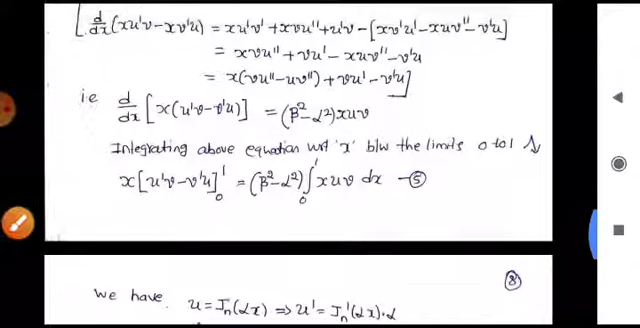 [ d/dx (xu'v - xv'u) = xu'v' + xvu'' + u'v - [xv'u' - xuv'' - v'u]
= xvu'' + vu' - xuv'' - v'u
= x(vu'' - uv'') + vu' - v'u]
i.e d/dx [x(u'v - v'u)] = (β² - α²) xuv
Integrating above equation wrt 'x' b/w the limits 0 to 1
x[u'v - v'u]₀¹ = (β² - α²) ∫₀¹ xuv dx —⑤
⑧
We have u = Jn(αx) ⇒ u' = Jn'(αx)·α